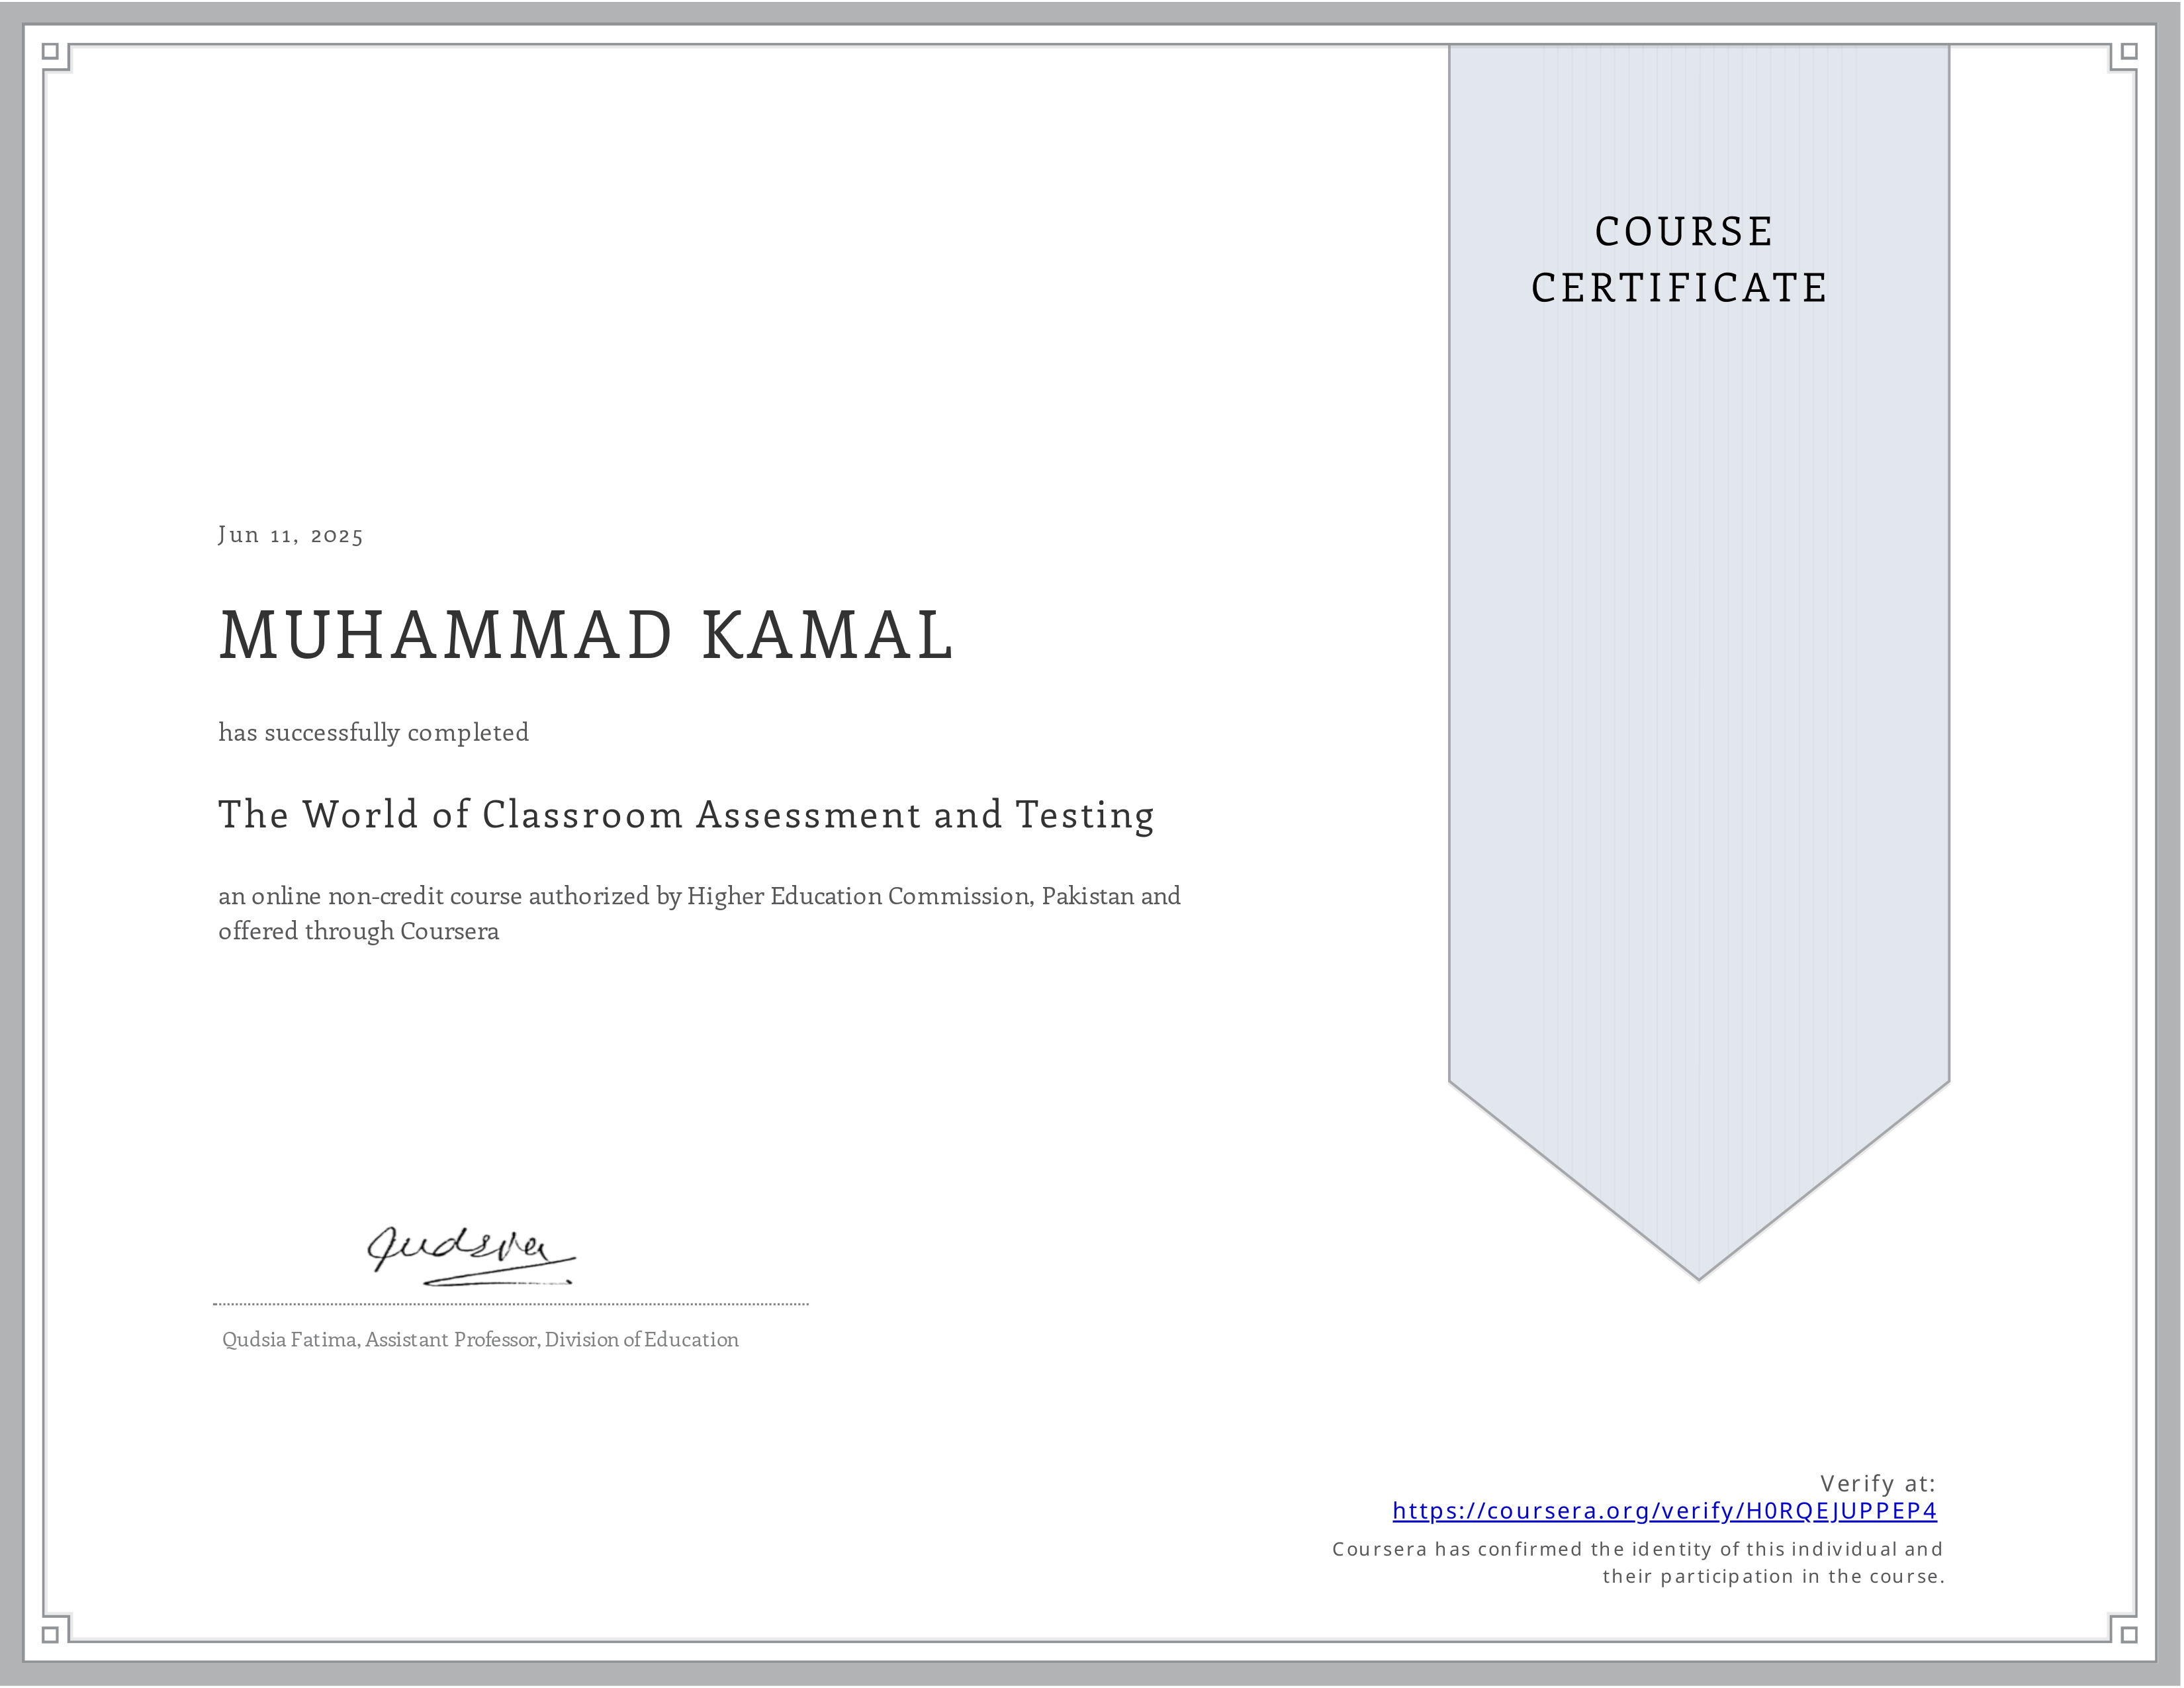 COURSE
CERTIFICATE
Jun 11, 2025
MUHAMMAD KAMAL
has successfully completed
The World of Classroom Assessment and Testing
an online non-credit course authorized by Higher Education Commission, Pakistan and
offered through Coursera
Qudsia
Qudsia Fatima, Assistant Professor, Division of Education
Verify at:
https://coursera.org/verify/H0RQEJUPPEP4
Coursera has confirmed the identity of this individual and
their participation in the course.